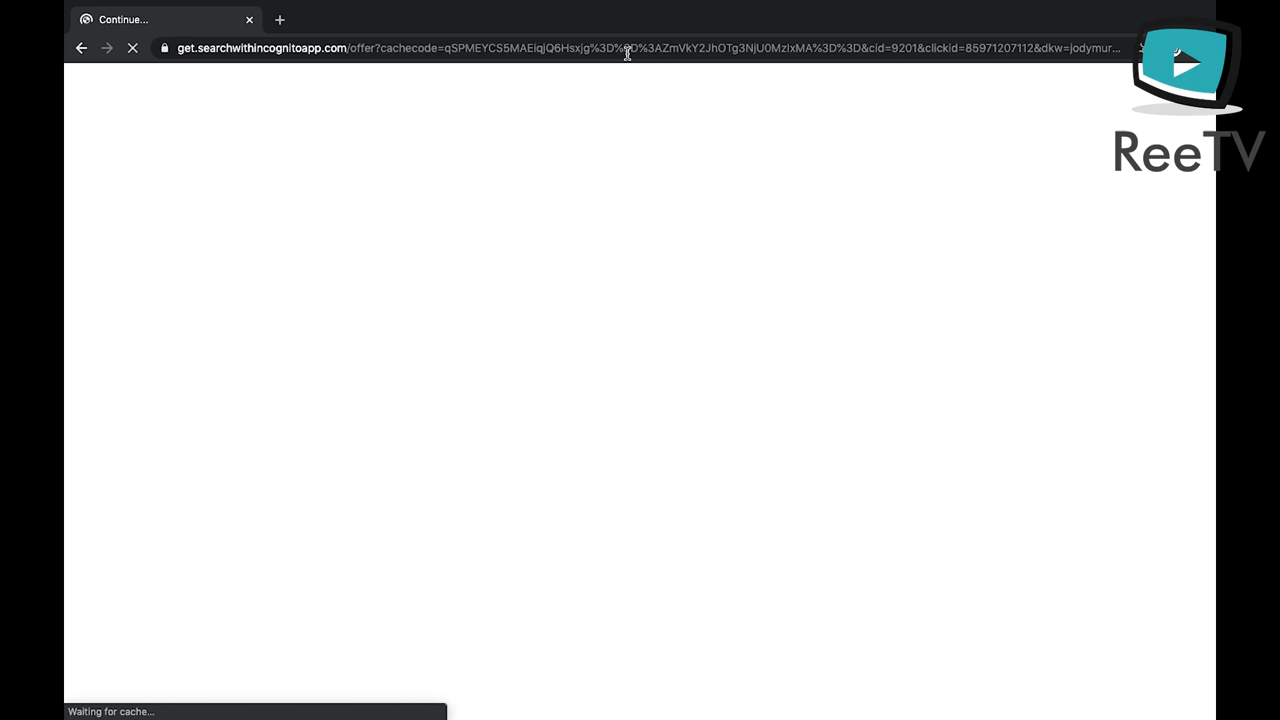 Continue...
get.searchwithincognitoapp.com/offer?cachecode=qSPMEYCS5MAEiqjQ6Hsxjg%3D%3D%3AZmVkY2JhOTg3NjU0MzIxMA%3D%3D&cid=9201&clickid=85971207112&dkw=jodymur...
ReeTV
Waiting for cache...